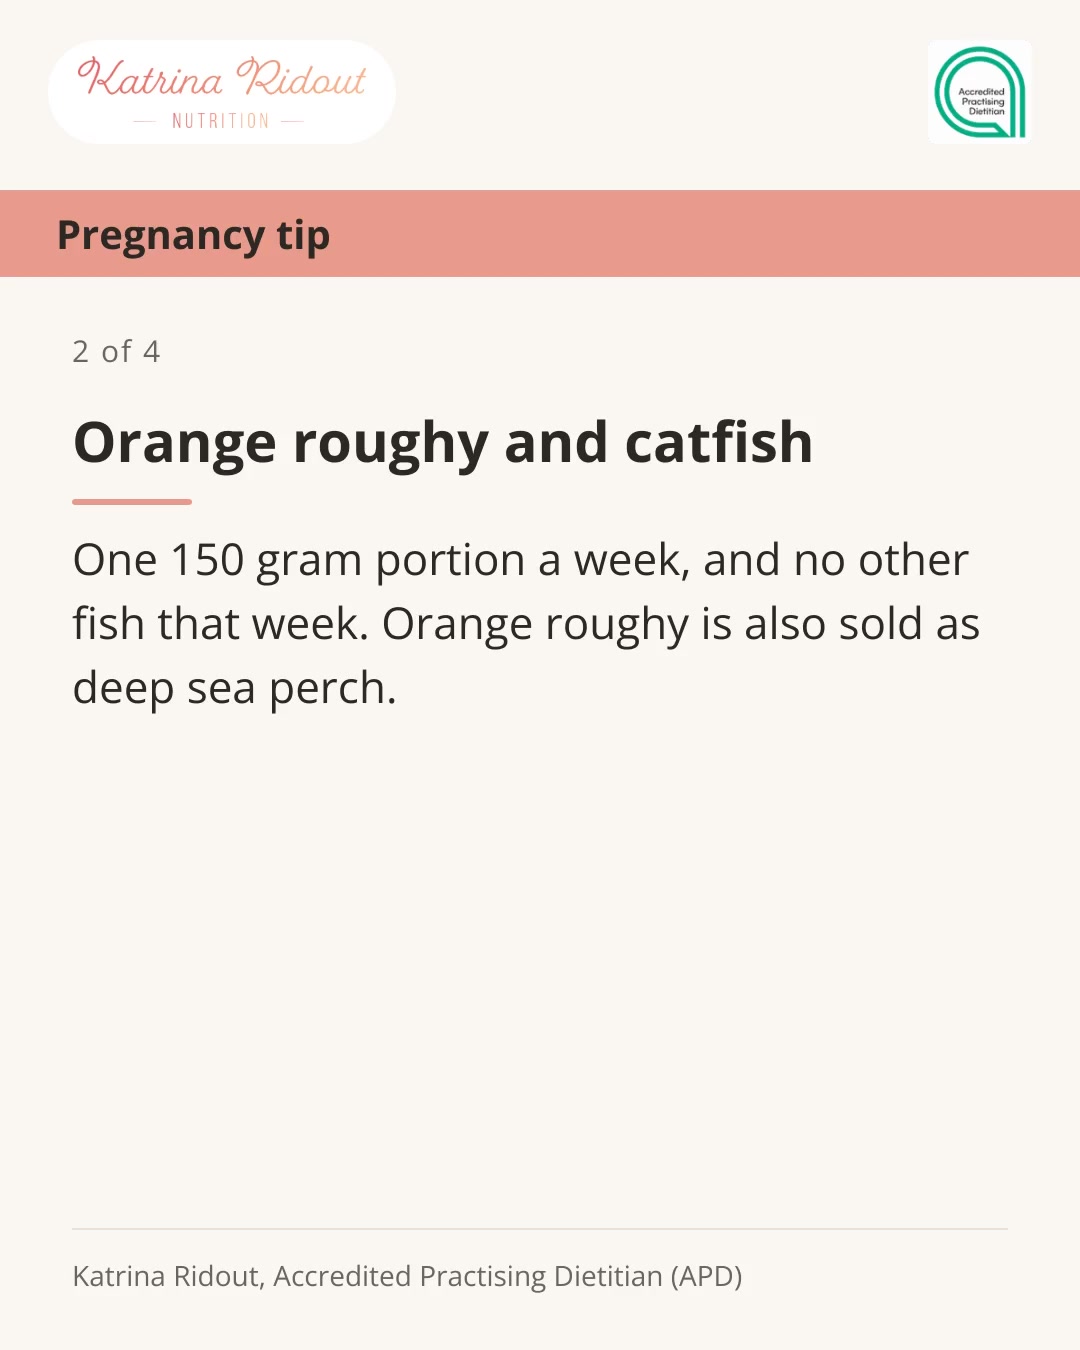 Katrina Ridout
NUTRITION
Accredited
Practising
Dietitian
Pregnancy tip
2 of 4
Orange roughy and catfish
One 150 gram portion a week, and no other
fish that week. Orange roughy is also sold as
deep sea perch.
Katrina Ridout, Accredited Practising Dietitian (APD)